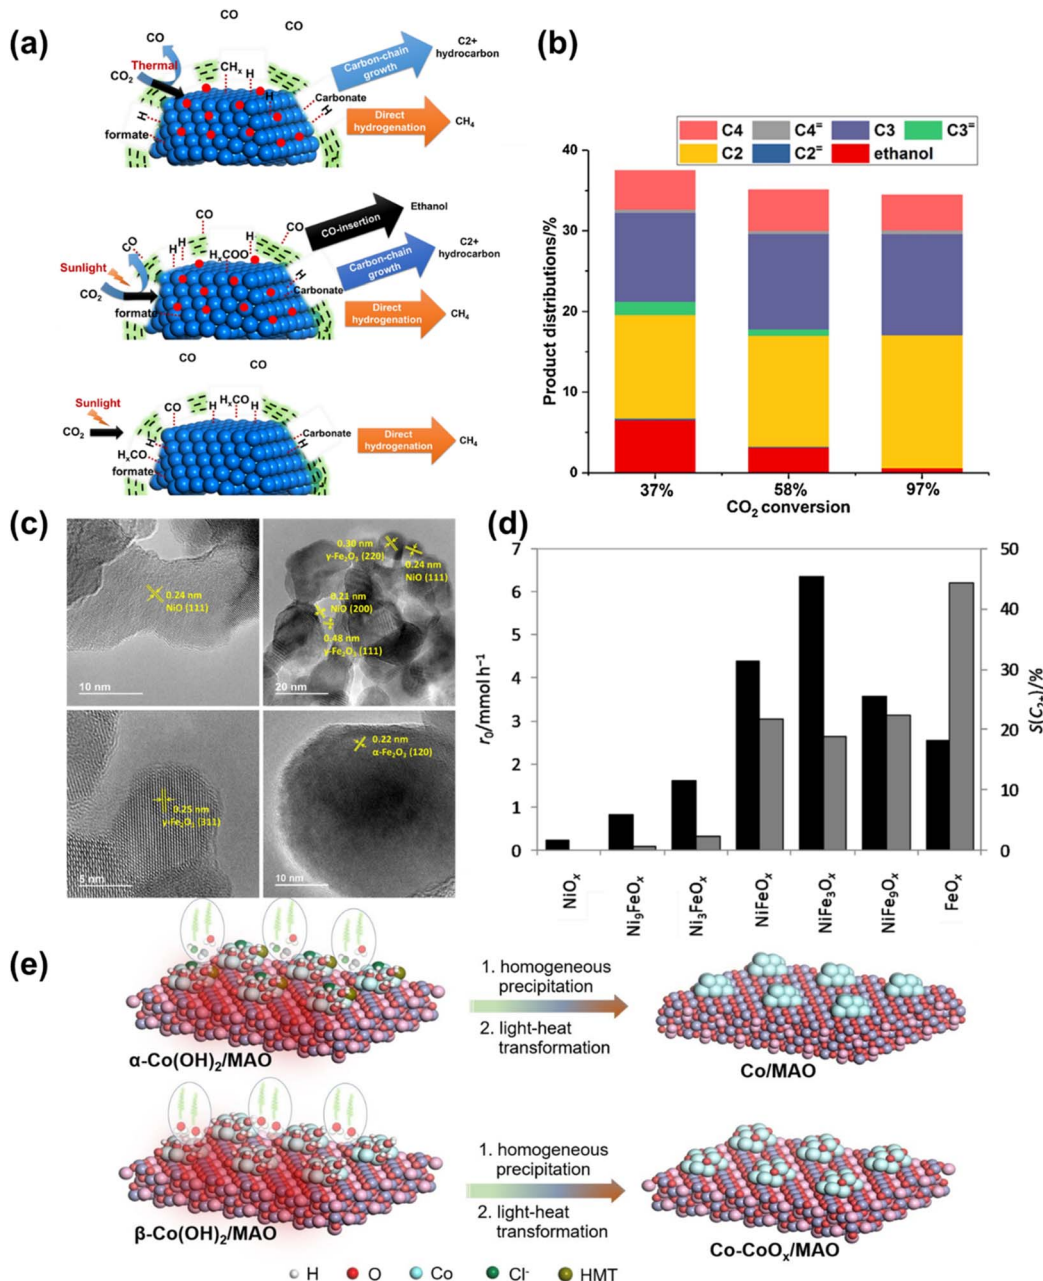 (a)
CO
CO
CO
Thermal
CO₂
CHₓ
H
H
H
formate
Carbonate
H
Carbon-chain
growth
C2+
hydrocarbon
Direct
hydrogenation
CH₄
CO
CO
CO
H
H
HₓCOO
H
Sunlight
CO₂
formate
H
Carbonate
CO-insertion
Ethanol
Carbon-chain
growth
C2+
hydrocarbon
Direct
hydrogenation
CH₄
CO
CO
Sunlight
CO₂
CO
H
HₓCO
H
H
HₓCO
formate
Carbonate
H
Direct
hydrogenation
CH₄
(b)
C4
C4⁼
C3
C3⁼
C2
C2⁼
ethanol
Product distributions/%
40
30
20
10
0
37%
58%
97%
CO₂ conversion
(c)
0.24 nm
NiO (111)
10 nm
0.30 nm
γ-Fe₂O₃ (220)
0.24 nm
NiO (111)
0.21 nm
NiO (200)
0.48 nm
γ-Fe₂O₃ (111)
20 nm
0.25 nm
γ-Fe₂O₃ (311)
5 nm
0.22 nm
α-Fe₂O₃ (120)
10 nm
(d)
r₀/mmol h⁻¹
7
6
5
4
3
2
1
0
50
40
30
20
10
0
S(C₂₊)/%
NiOₓ
Ni₉FeOₓ
Ni₃FeOₓ
NiFeOₓ
NiFe₃Oₓ
NiFe₉Oₓ
FeOₓ
(e)
α-Co(OH)₂/MAO
1. homogeneous
precipitation
2. light-heat
transformation
Co/MAO
β-Co(OH)₂/MAO
1. homogeneous
precipitation
2. light-heat
transformation
Co-CoOₓ/MAO
H
O
Co
Cl⁻
HMT